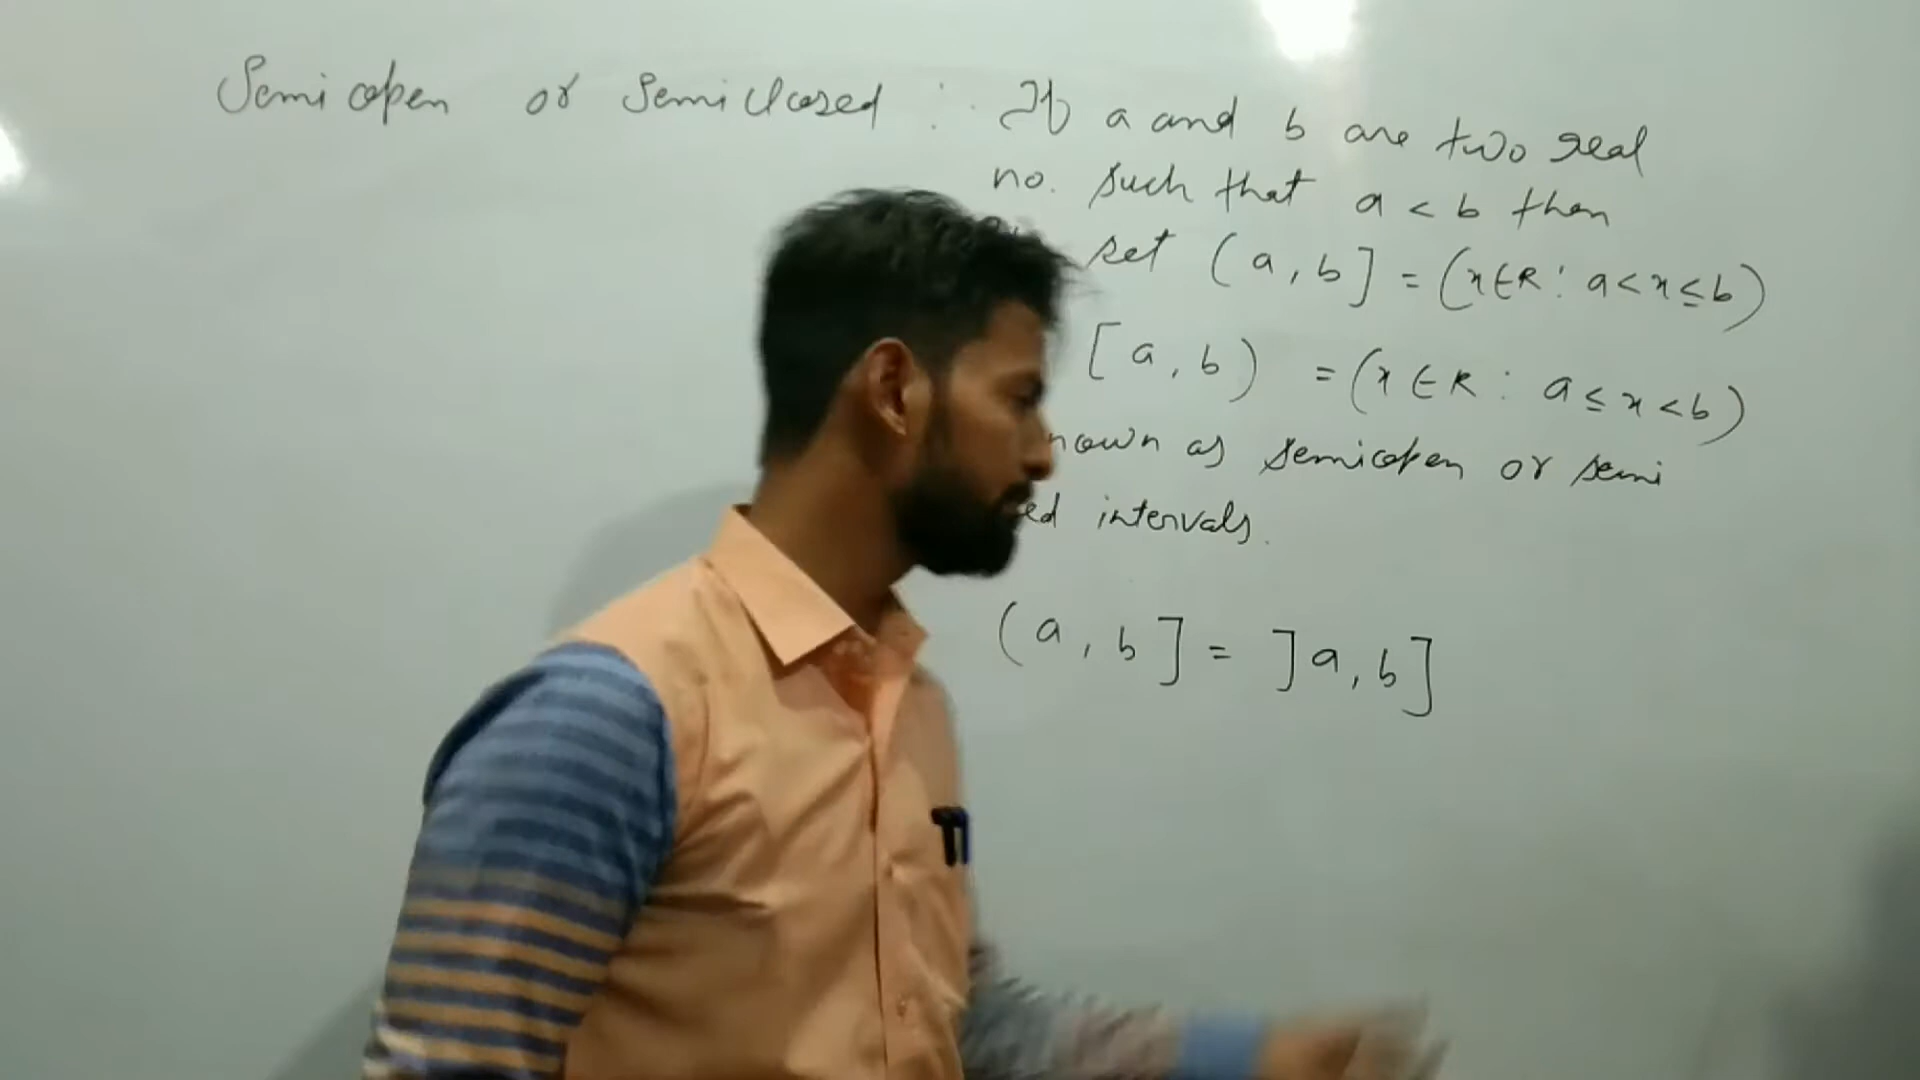 Semi open or Semi closed : If a and b are two real
no. such that a < b then
set (a, b] = (x ∈ R : a < x ≤ b)
[a, b) = (x ∈ R : a ≤ x < b)
nown as semiopen or semi
ed intervals.
(a, b] = ]a, b]